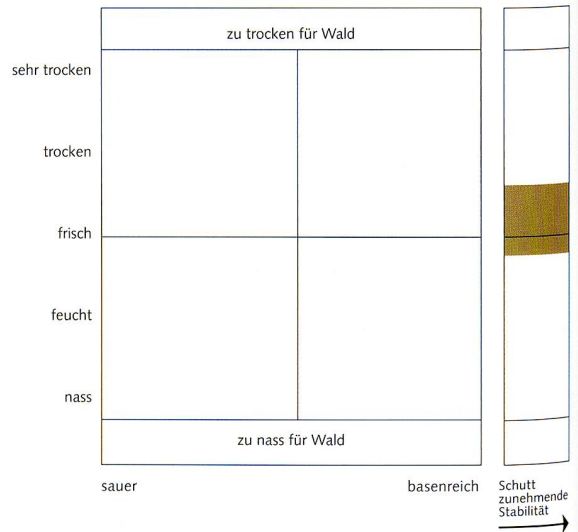 zu trocken für Wald
sehr trocken
trocken
frisch
feucht
nass
zu nass für Wald
sauer
basenreich
Schutt
zunehmende
Stabilität